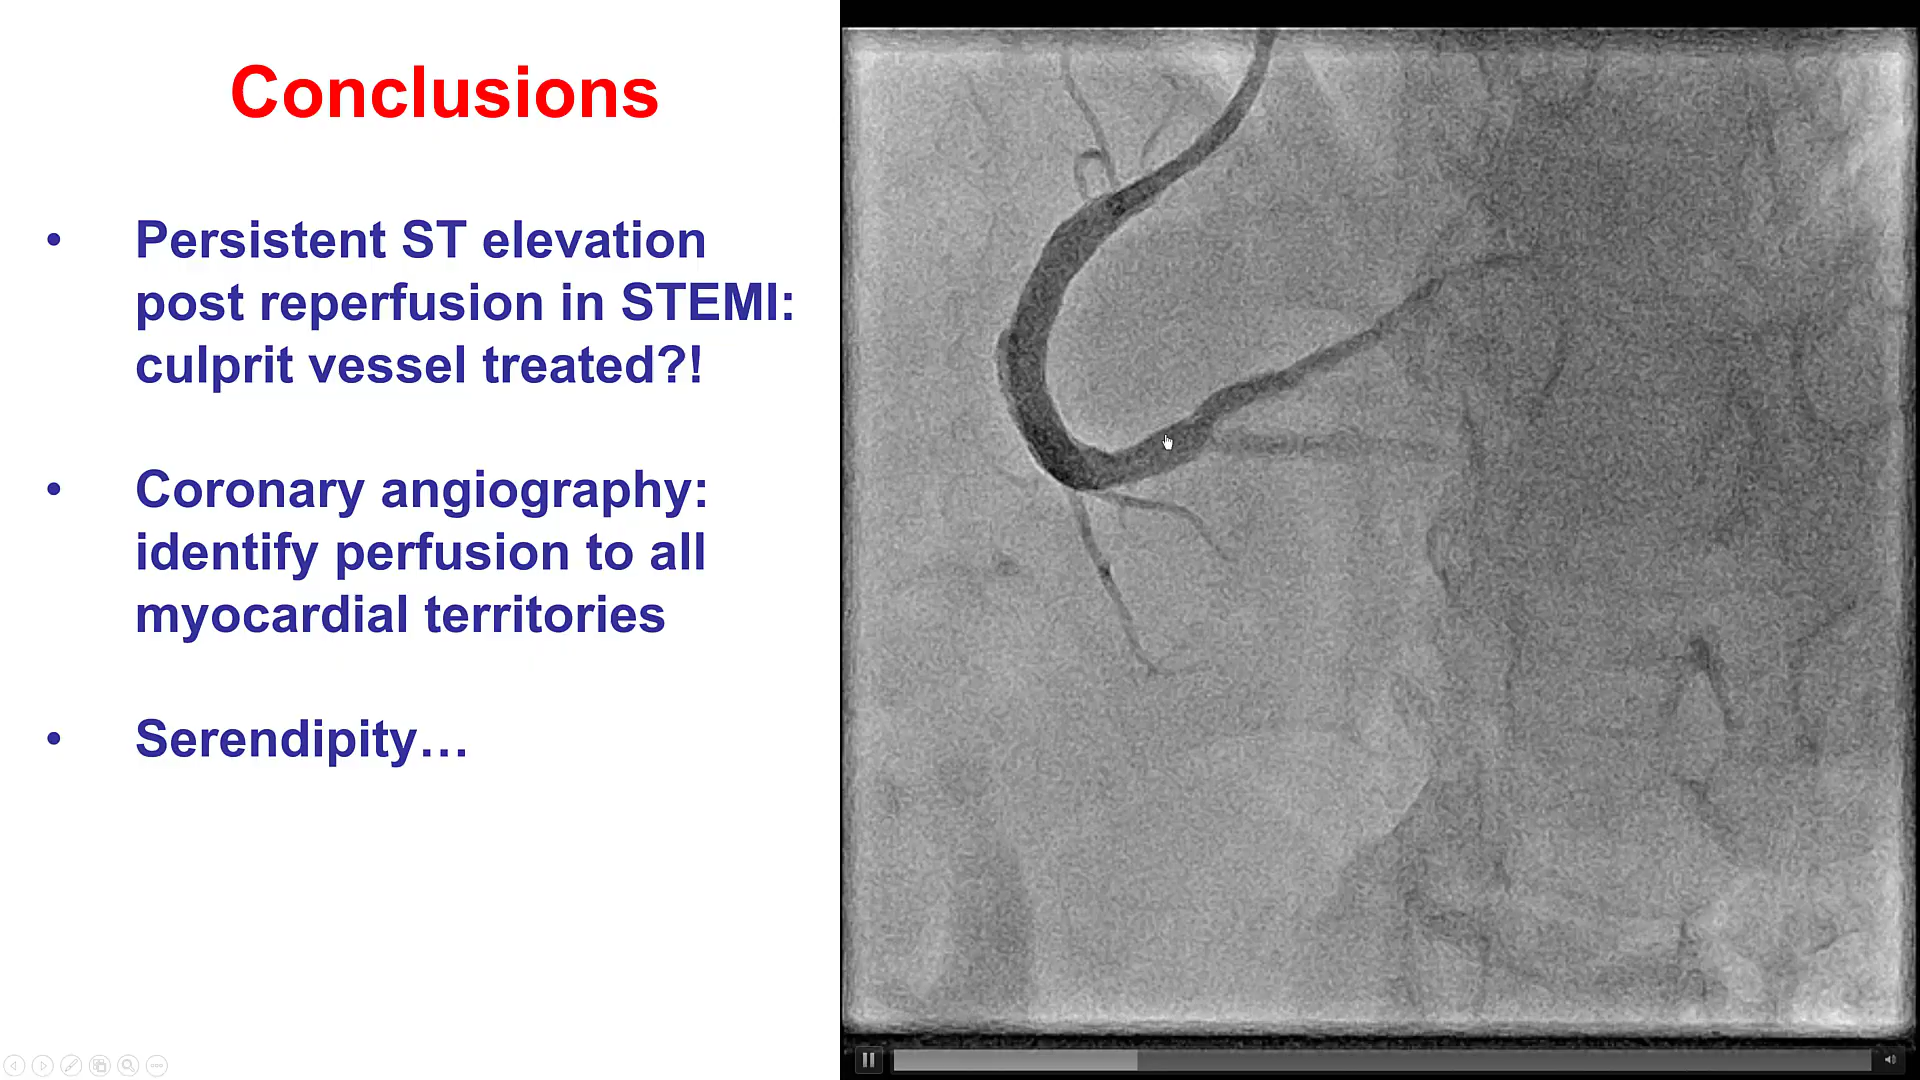 Conclusions
• Persistent ST elevation
post reperfusion in STEMI:
culprit vessel treated?!
• Coronary angiography:
identify perfusion to all
myocardial territories
• Serendipity…